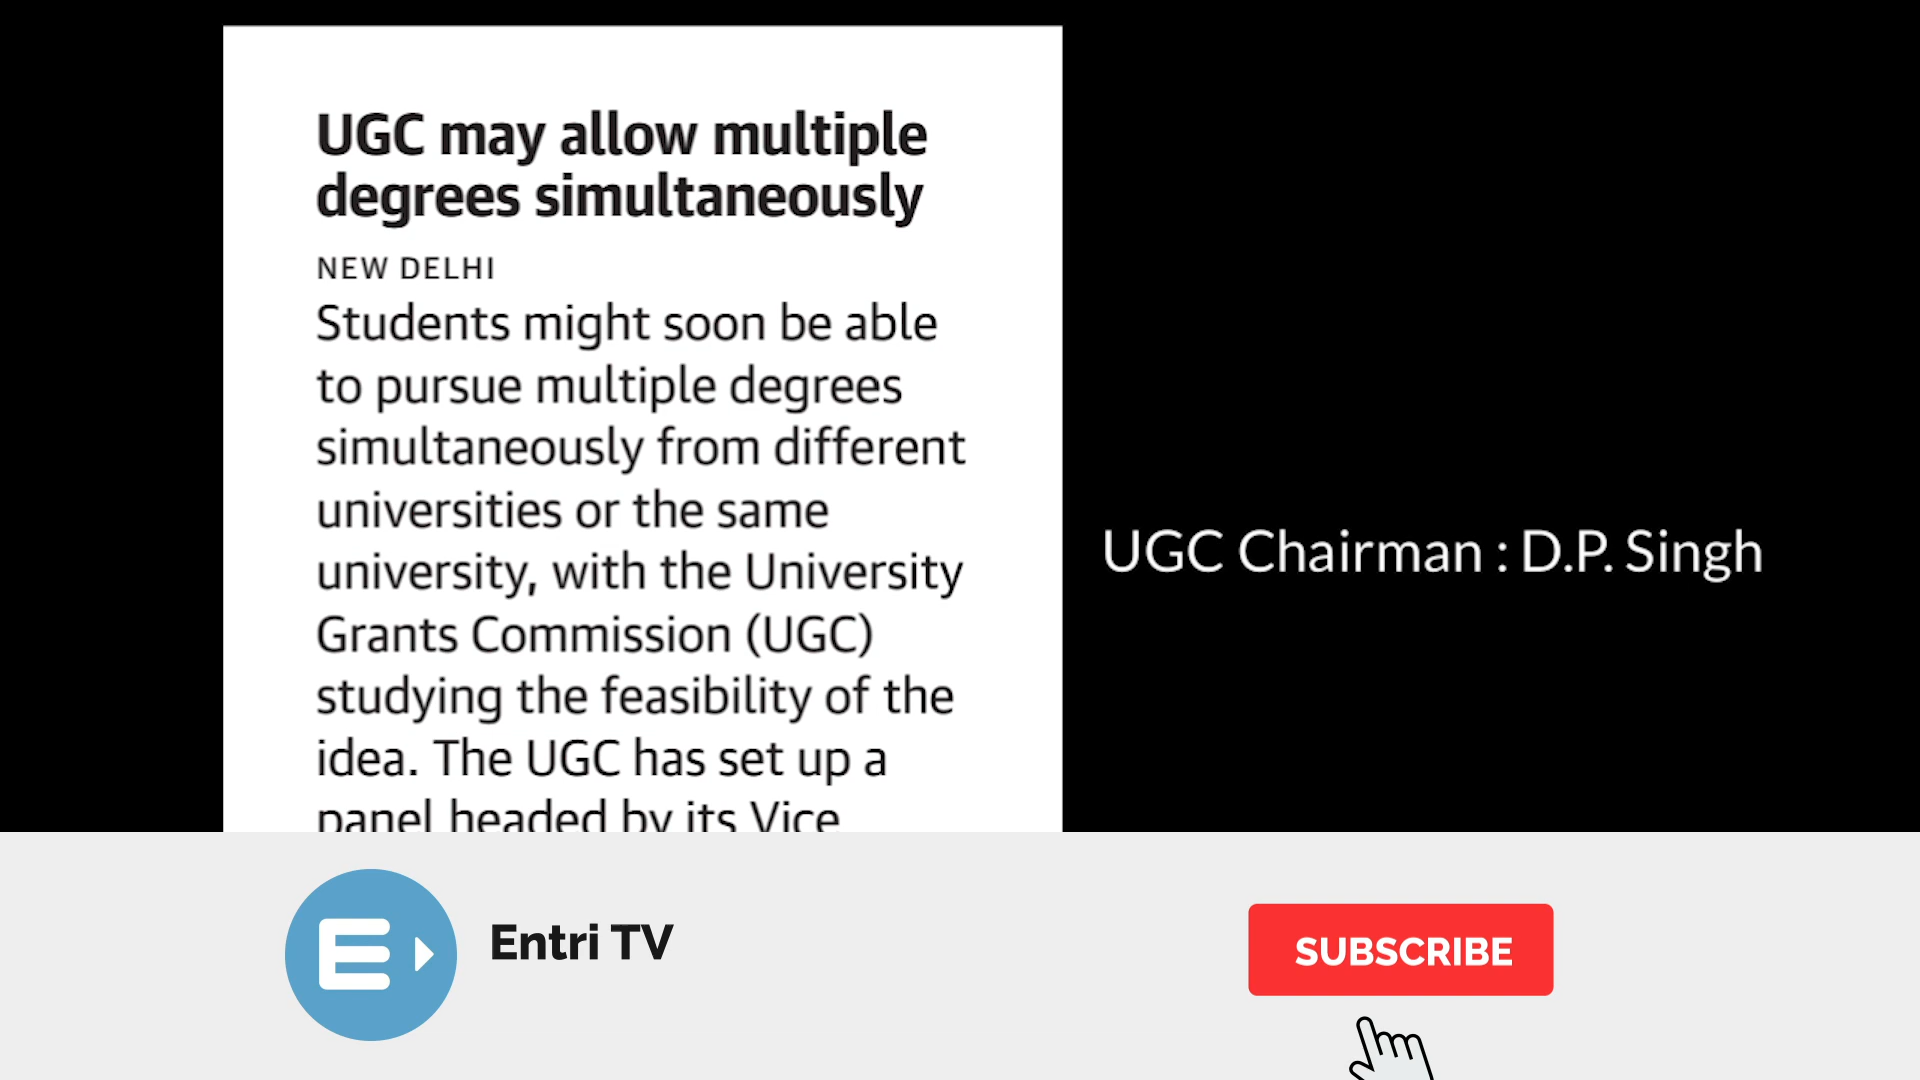 UGC may allow multiple
degrees simultaneously
NEW DELHI
Students might soon be able
to pursue multiple degrees
simultaneously from different
universities or the same
university, with the University
Grants Commission (UGC)
studying the feasibility of the
idea. The UGC has set up a
panel headed by its Vice
UGC Chairman : D.P. Singh
Entri TV
SUBSCRIBE